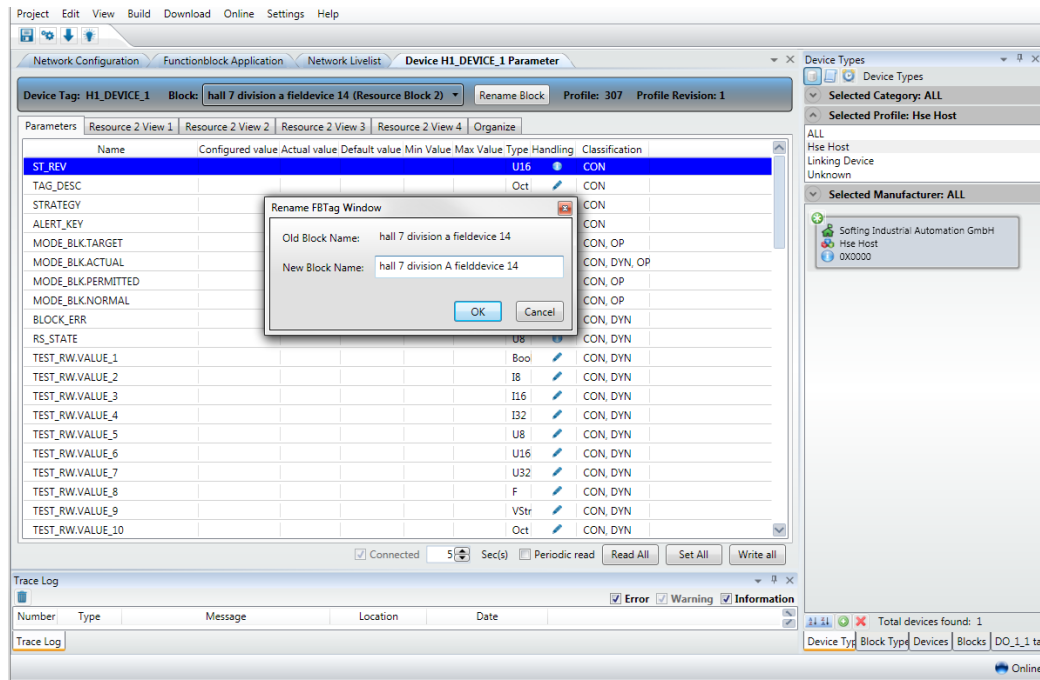 Project Edit View Build Download Online Settings Help
Network Configuration Functionblock Application Network Livelist Device H1_DEVICE_1 Parameter
Device Tag: H1_DEVICE_1 Block: hall 7 division a fieldevice 14 (Resource Block 2) Rename Block Profile: 307 Profile Revision: 1
Parameters Resource 2 View 1 Resource 2 View 2 Resource 2 View 3 Resource 2 View 4 Organize
Name Configured value Actual value Default value Min Value Max Value Type Handling Classification
ST_REV U16 CON
TAG_DESC Oct CON
STRATEGY CON
ALERT_KEY CON
MODE_BLK.TARGET CON, OP
MODE_BLK.ACTUAL CON, DYN, OP
MODE_BLK.PERMITTED CON, OP
MODE_BLK.NORMAL CON, OP
BLOCK_ERR CON, DYN
RS_STATE U8 CON, DYN
TEST_RW.VALUE_1 Bool CON, DYN
TEST_RW.VALUE_2 I8 CON, DYN
TEST_RW.VALUE_3 I16 CON, DYN
TEST_RW.VALUE_4 I32 CON, DYN
TEST_RW.VALUE_5 U8 CON, DYN
TEST_RW.VALUE_6 U16 CON, DYN
TEST_RW.VALUE_7 U32 CON, DYN
TEST_RW.VALUE_8 F CON, DYN
TEST_RW.VALUE_9 VStr CON, DYN
TEST_RW.VALUE_10 Oct CON, DYN
Rename FBTag Window
Old Block Name: hall 7 division a fieldevice 14
New Block Name: hall 7 division A fielddevice 14
OK Cancel
Connected 5 Sec(s) Periodic read Read All Set All Write all
Trace Log
Error Warning Information
Number Type Message Location Date
Trace Log
Device Types
Device Types
Selected Category: ALL
Selected Profile: Hse Host
ALL
Hse Host
Linking Device
Unknown
Selected Manufacturer: ALL
Softing Industrial Automation GmbH
Hse Host
0X0000
Total devices found: 1
Device Typ Block Type Devices Blocks DO_1_1 ta
Online